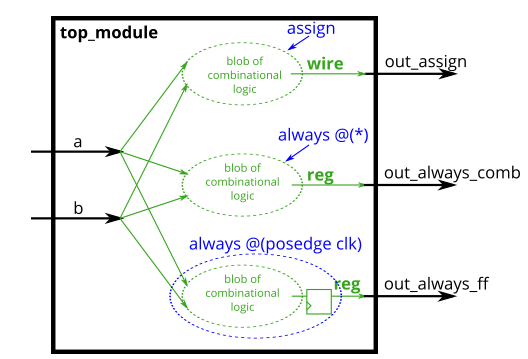 top_module
assign
blob of
combinational
logic
wire
out_assign
a
always @(*)
blob of
combinational
logic
reg
out_always_comb
b
always @(posedge clk)
blob of
combinational
logic
reg
out_always_ff